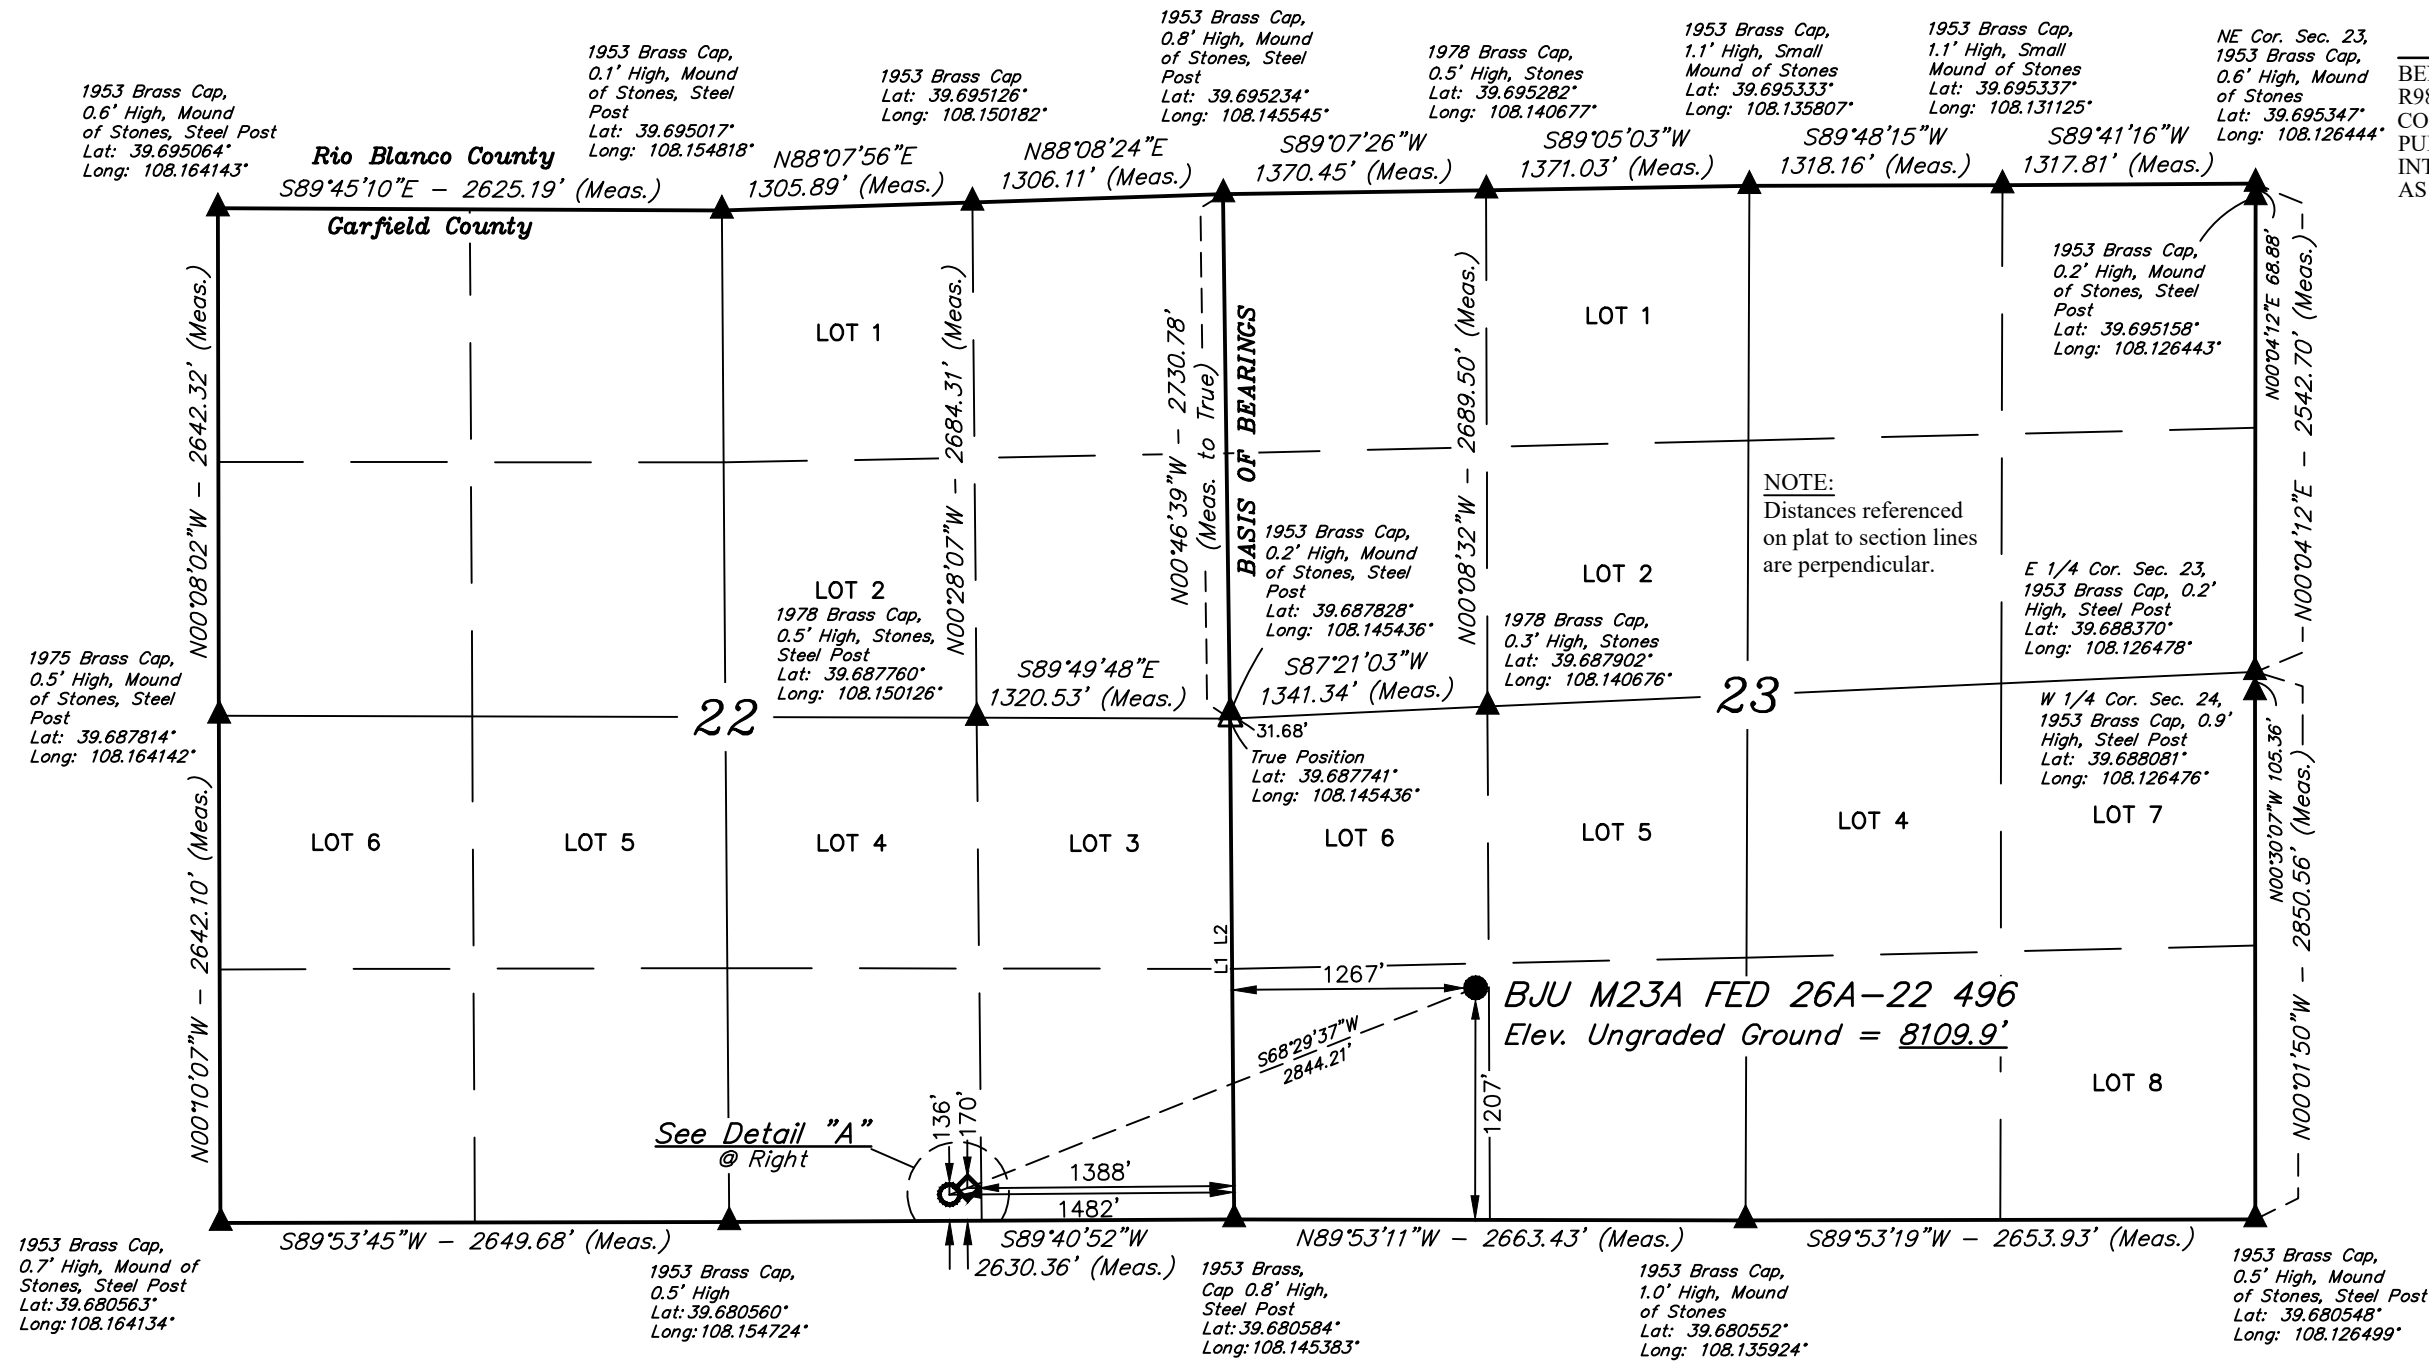 1953 Brass Cap,
0.6' High, Mound
of Stones, Steel Post
Lat: 39.695064°
Long: 108.164143°
1953 Brass Cap,
0.1' High, Mound
of Stones, Steel
Post
Lat: 39.695017°
Long: 108.154818°
1953 Brass Cap
Lat: 39.695126°
Long: 108.150182°
1953 Brass Cap,
0.8' High, Mound
of Stones, Steel
Post
Lat: 39.695234°
Long: 108.145545°
1978 Brass Cap,
0.5' High, Stones
Lat: 39.695282°
Long: 108.140677°
1953 Brass Cap,
1.1' High, Small
Mound of Stones
Lat: 39.695333°
Long: 108.135807°
1953 Brass Cap,
1.1' High, Small
Mound of Stones
Lat: 39.695337°
Long: 108.131125°
NE Cor. Sec. 23,
1953 Brass Cap,
0.6' High, Mound
of Stones
Lat: 39.695347°
Long: 108.126444°
R98
CO
AS
Rio Blanco County
S89°45'10"E - 2625.19' (Meas.)
Garfield County
N88°07'56"E
1305.89' (Meas.)
N88°08'24"E
1306.11' (Meas.)
S89°07'26"W
1370.45' (Meas.)
S89°05'03"W
1371.03' (Meas.)
S89°48'15"W
1318.16' (Meas.)
S89°41'16"W
1317.81' (Meas.)
1953 Brass Cap,
0.2' High, Mound
of Stones, Steel
Post
Lat: 39.695158°
Long: 108.126443°
N00°04'12"E 68.88'
N00°04'12"E - 2542.70' (Meas.)
N00°08'02"W - 2642.32' (Meas.)
N00°28'07"W - 2684.31' (Meas.)
N00°46'39"W - 2730.78'
(Meas. to True)
BASIS OF BEARINGS
N00°08'32"W - 2689.50' (Meas.)
LOT 1
LOT 1
NOTE:
Distances referenced
on plat to section lines
are perpendicular.
LOT 2
LOT 2
1978 Brass Cap,
0.5' High, Stones,
Steel Post
Lat: 39.687760°
Long: 108.150126°
1953 Brass Cap,
0.2' High, Mound
of Stones, Steel
Post
Lat: 39.687828°
Long: 108.145436°
1978 Brass Cap,
0.3' High, Stones
Lat: 39.687902°
Long: 108.140676°
E 1/4 Cor. Sec. 23,
1953 Brass Cap, 0.2'
High, Steel Post
Lat: 39.688370°
Long: 108.126478°
1975 Brass Cap,
0.5' High, Mound
of Stones, Steel
Post
Lat: 39.687814°
Long: 108.164142°
S89°49'48"E
1320.53' (Meas.)
S87°21'03"W
1341.34' (Meas.)
22
23
W 1/4 Cor. Sec. 24,
1953 Brass Cap, 0.9'
High, Steel Post
Lat: 39.688081°
Long: 108.126476°
31.68'
True Position
Lat: 39.687741°
Long: 108.145436°
N00°30'07"W 105.36'
N00°01'50"W - 2850.56' (Meas.)
N00°10'07"W - 2642.10' (Meas.)
LOT 6
LOT 5
LOT 4
LOT 3
LOT 6
LOT 5
LOT 4
LOT 7
L1 L2
1267'
BJU M23A FED 26A-22 496
Elev. Ungraded Ground = 8109.9'
S68°29'37"W
2844.21'
1207'
LOT 8
See Detail "A"
@ Right
136'
170'
1388'
1482'
S89°53'45"W - 2649.68' (Meas.)
S89°40'52"W
2630.36' (Meas.)
N89°53'11"W - 2663.43' (Meas.)
S89°53'19"W - 2653.93' (Meas.)
1953 Brass Cap,
0.7' High, Mound of
Stones, Steel Post
Lat:39.680563°
Long:108.164134°
1953 Brass Cap,
0.5' High
Lat:39.680560°
Long:108.154724°
1953 Brass,
Cap 0.8' High,
Steel Post
Lat:39.680584°
Long:108.145383°
1953 Brass Cap,
1.0' High, Mound
of Stones
Lat: 39.680552°
Long: 108.135924°
1953 Brass Cap,
0.5' High, Mound
of Stones, Steel Post
Lat: 39.680548°
Long: 108.126499°